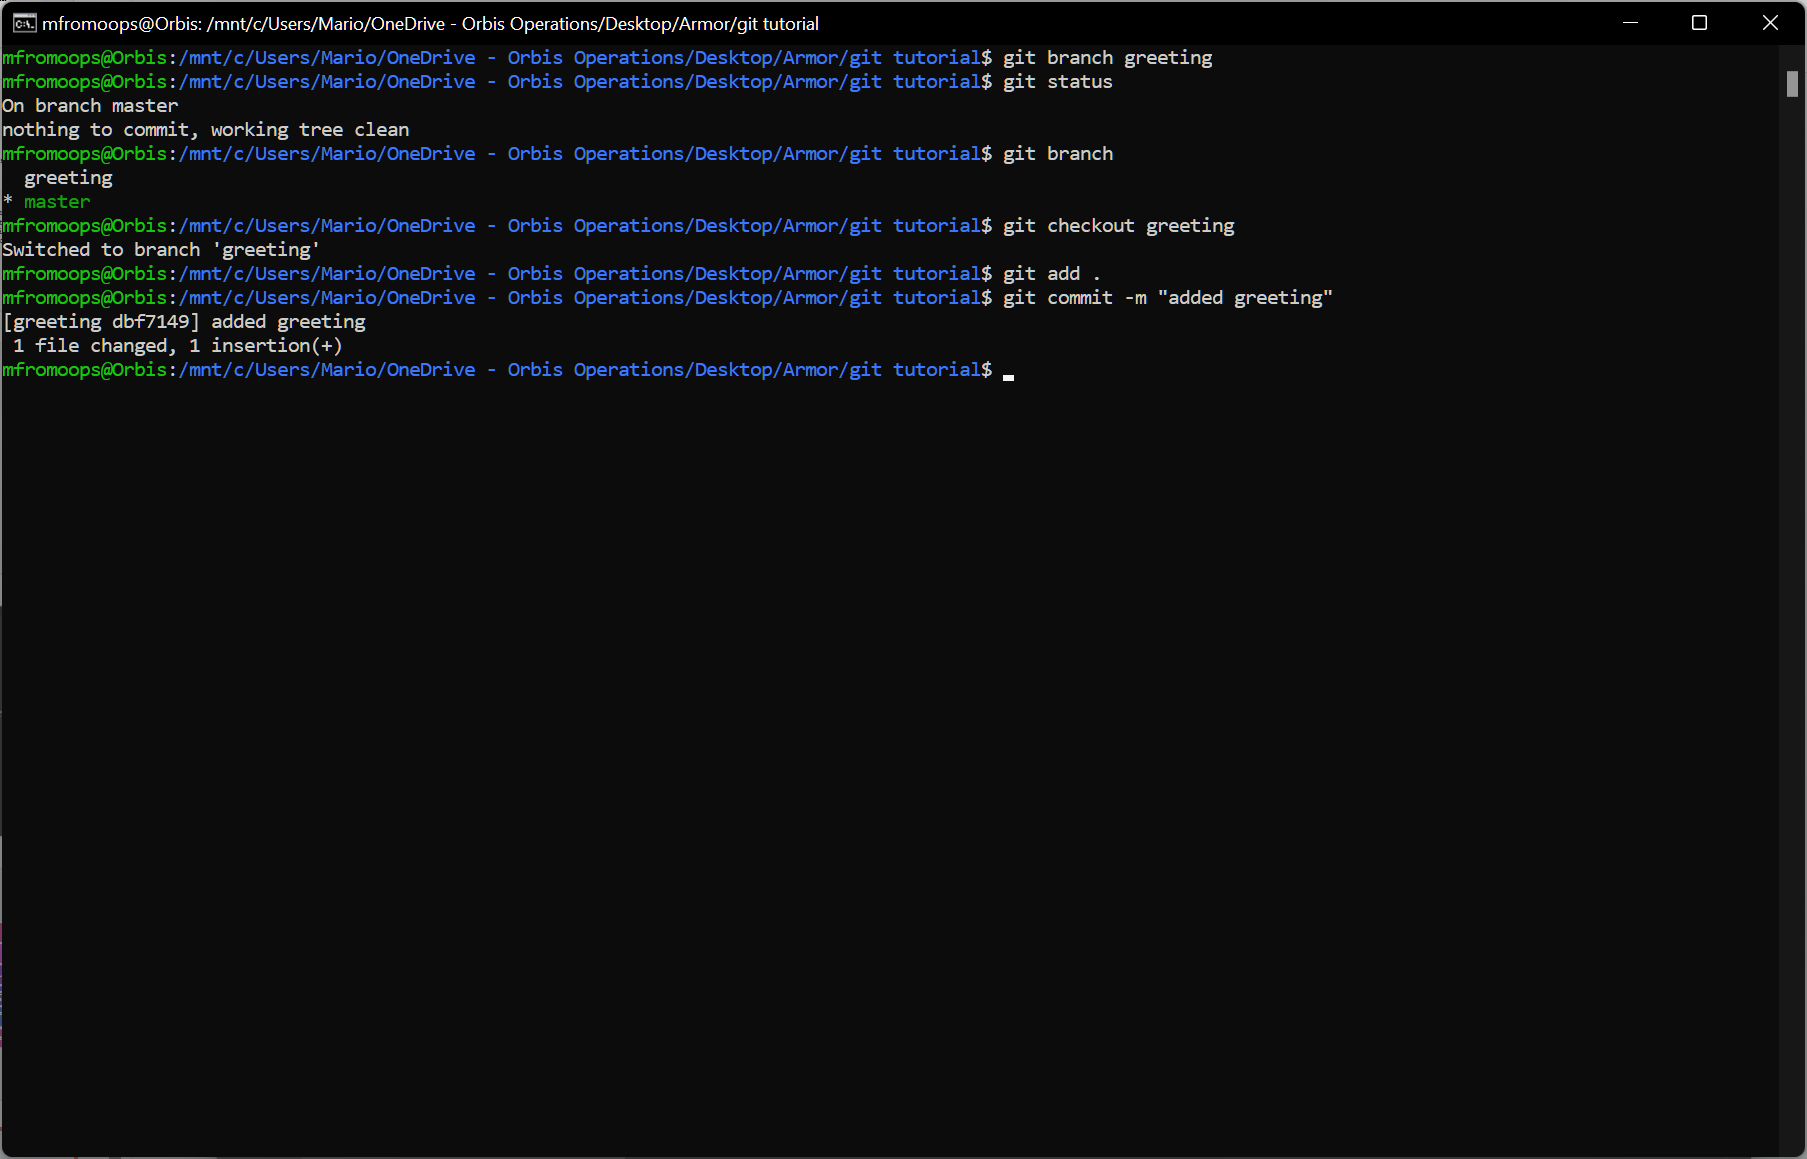 mfromoops@Orbis: /mnt/c/Users/Mario/OneDrive - Orbis Operations/Desktop/Armor/git tutorial
mfromoops@Orbis:/mnt/c/Users/Mario/OneDrive - Orbis Operations/Desktop/Armor/git tutorial$ git branch greeting
mfromoops@Orbis:/mnt/c/Users/Mario/OneDrive - Orbis Operations/Desktop/Armor/git tutorial$ git status
On branch master
nothing to commit, working tree clean
mfromoops@Orbis:/mnt/c/Users/Mario/OneDrive - Orbis Operations/Desktop/Armor/git tutorial$ git branch
  greeting
* master
mfromoops@Orbis:/mnt/c/Users/Mario/OneDrive - Orbis Operations/Desktop/Armor/git tutorial$ git checkout greeting
Switched to branch 'greeting'
mfromoops@Orbis:/mnt/c/Users/Mario/OneDrive - Orbis Operations/Desktop/Armor/git tutorial$ git add .
mfromoops@Orbis:/mnt/c/Users/Mario/OneDrive - Orbis Operations/Desktop/Armor/git tutorial$ git commit -m "added greeting"
[greeting dbf7149] added greeting
 1 file changed, 1 insertion(+)
mfromoops@Orbis:/mnt/c/Users/Mario/OneDrive - Orbis Operations/Desktop/Armor/git tutorial$